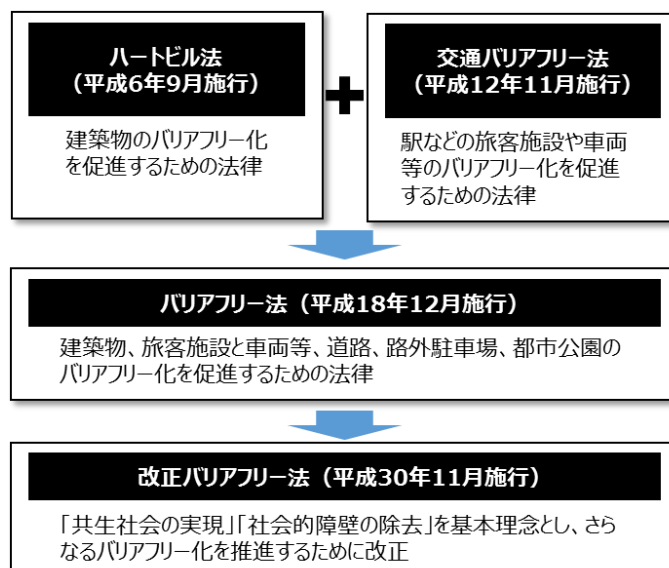 ハートビル法
（平成6年9月施行）
建築物のバリアフリー化
を促進するための法律
交通バリアフリー法
（平成12年11月施行）
駅などの旅客施設や車両
等のバリアフリー化を促進
するための法律
バリアフリー法（平成18年12月施行）
建築物、旅客施設と車両等、道路、路外駐車場、都市公園の
バリアフリー化を促進するための法律
改正バリアフリー法（平成30年11月施行）
「共生社会の実現」「社会的障壁の除去」を基本理念とし、さら
なるバリアフリー化を推進するために改正